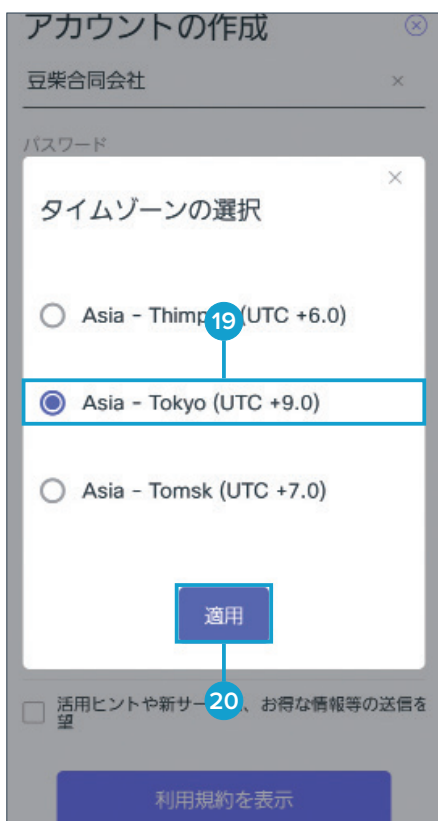 アカウントの作成
豆柴合同会社
パスワード
タイムゾーンの選択
Asia - (UTC +6.0)
19
Asia - Tokyo (UTC +9.0)
Asia - Tomsk (UTC +7.0)
適用
20
活用ヒントや新サー、お得な情報等の送信を
望
利用規約を表示